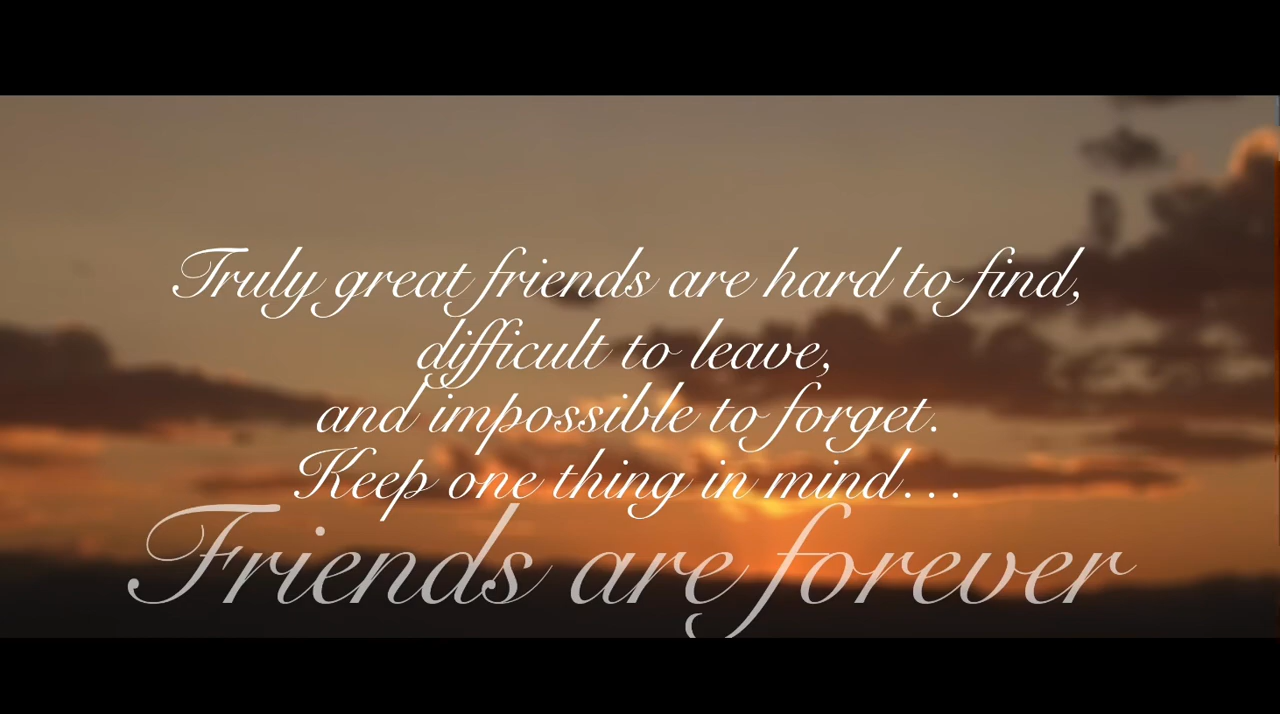 Truly great friends are hard to find,
difficult to leave,
and impossible to forget.
Keep one thing in mind...
Friends are forever